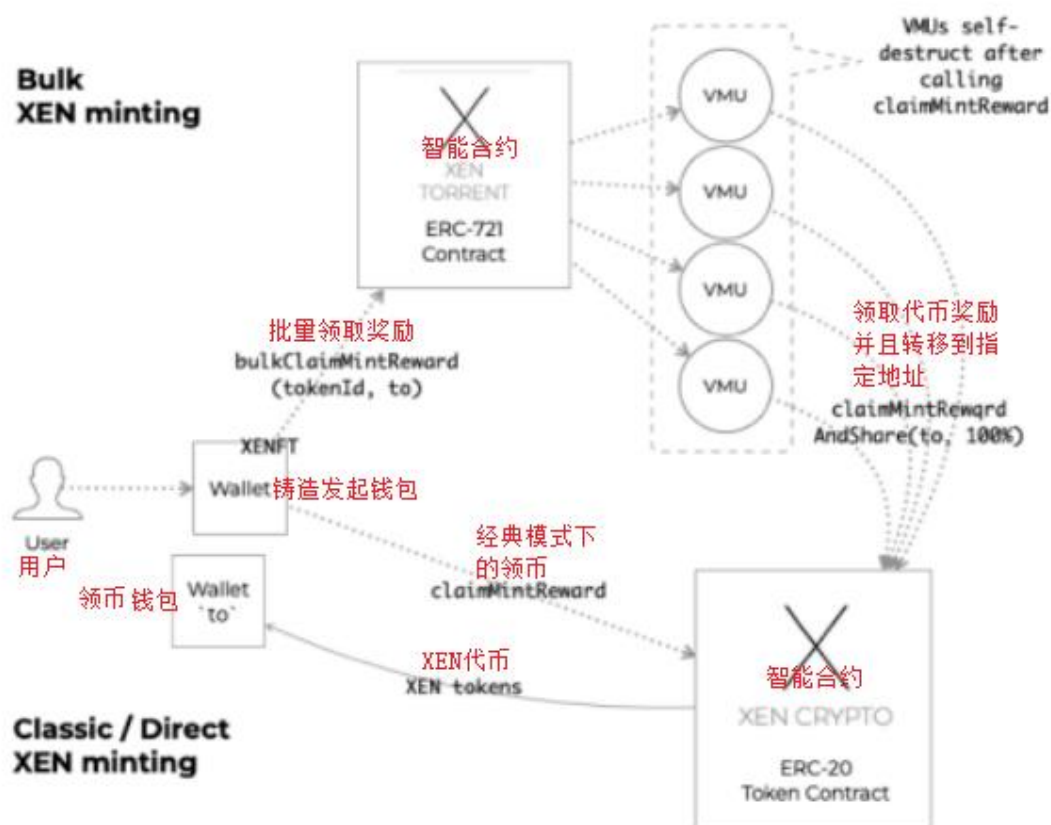 Bulk
XEN minting
智能合约
XEN
TORRENT
ERC-721
Contract
VMU
VMU
VMU
VMU
VMUs self-
destruct after
calling
claimMintReward
批量领取奖励
bulkClaimMintReward
(tokenId, to)
领取代币奖励
并且转移到指
定地址
claimMintRewqrd
AndShare(to, 100%)
XENFT
Wallet铸造发起钱包
User
用户
经典模式下
的领币
claimMintReward
领币 钱包
Wallet
`to`
XEN代币
XEN tokens
智能合约
XEN CRYPTO
ERC-20
Token Contract
Classic / Direct
XEN minting